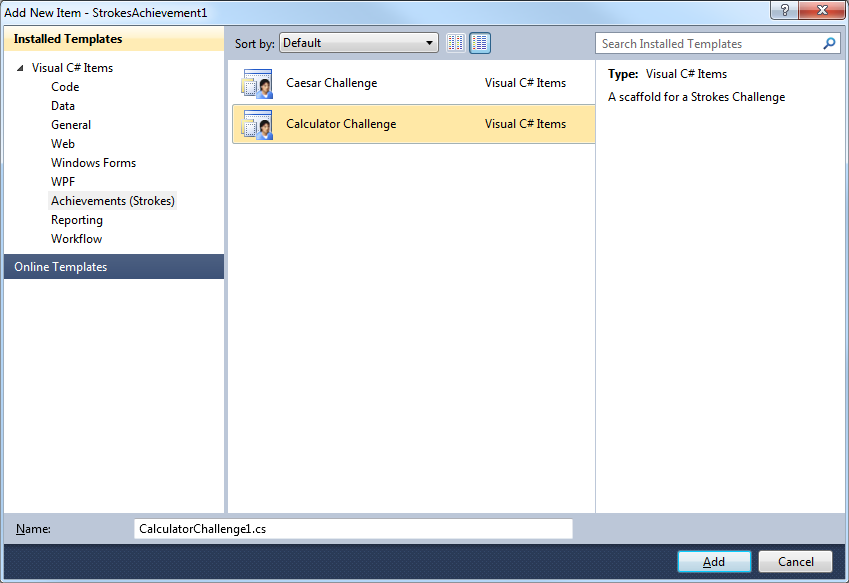 Add New Item - StrokesAchievement1
Installed Templates
Visual C# Items
Code
Data
General
Web
Windows Forms
WPF
Achievements (Strokes)
Reporting
Workflow
Online Templates
Sort by: Default
Caesar Challenge Visual C# Items
Calculator Challenge Visual C# Items
Search Installed Templates
Type: Visual C# Items
A scaffold for a Strokes Challenge
Name: CalculatorChallenge1.cs
Add Cancel